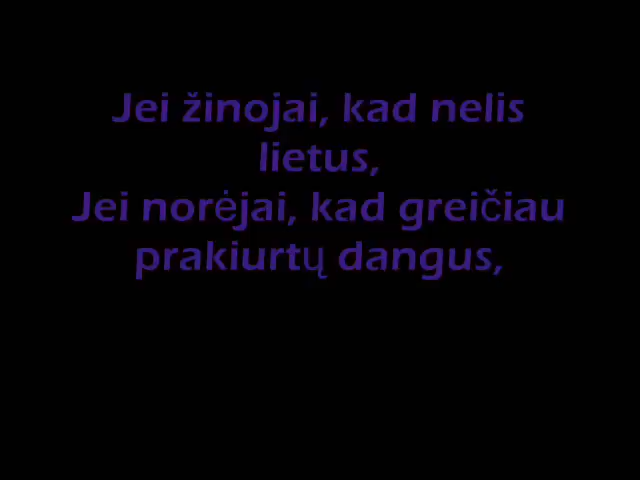 Jei žinojai, kad nelis
lietus,
Jei norėjai, kad greičiau
prakiurtų dangus,